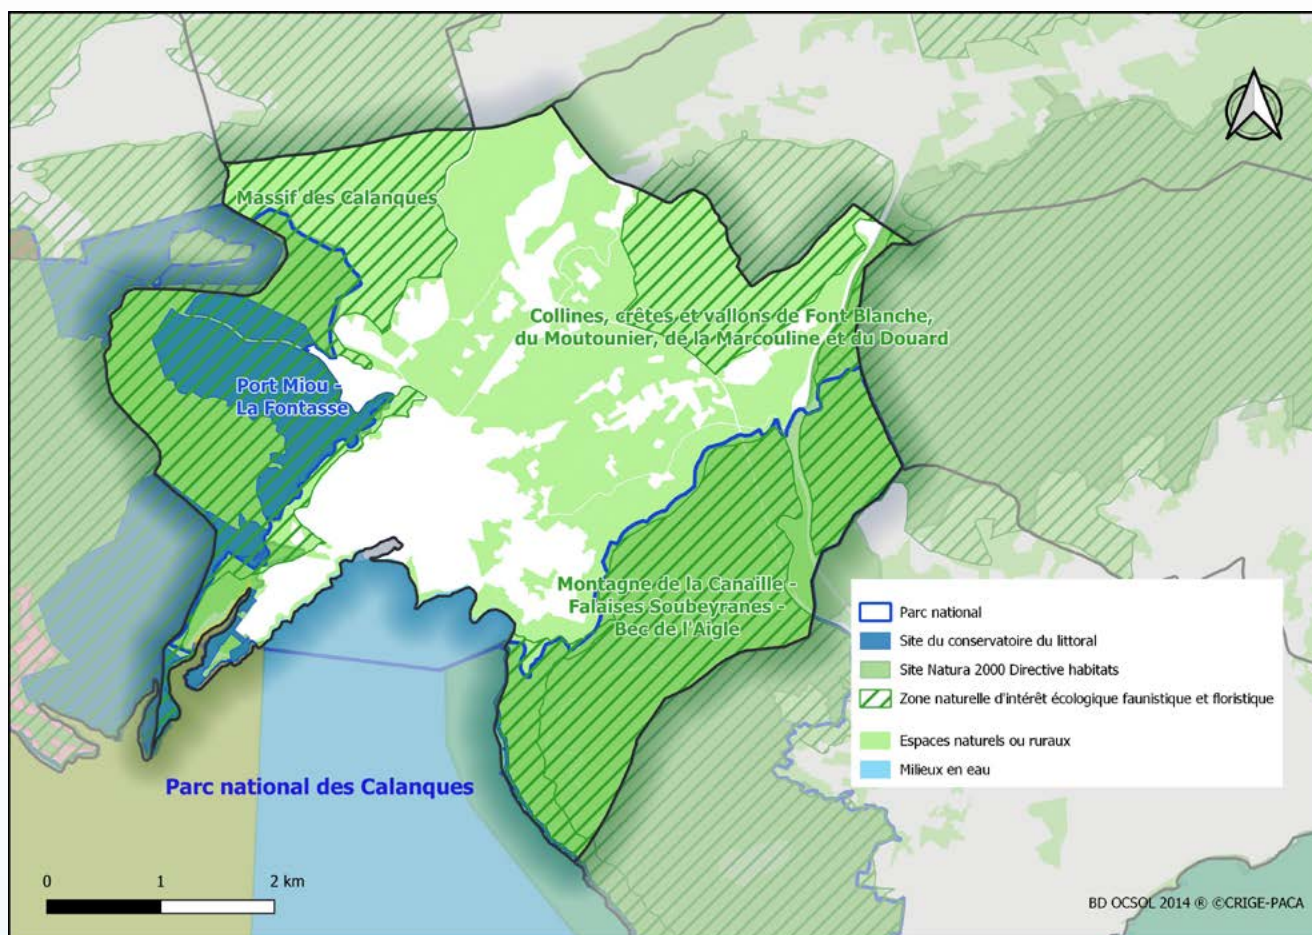 Massif des Calanques
Collines, crêtes et vallons de Font Blanche,
du Moutounier, de la Marcouline et du Douard
Port Miou -
La Fontasse
Montagne de la Canaille -
Falaises Soubeyranes -
Bec de l'Aigle
Parc national
Site du conservatoire du littoral
Site Natura 2000 Directive habitats
Zone naturelle d'intérêt écologique faunistique et floristique
Espaces naturels ou ruraux
Milieux en eau
Parc national des Calanques
0 1 2 km
BD OCSOL 2014 ® ©CRIGE-PACA